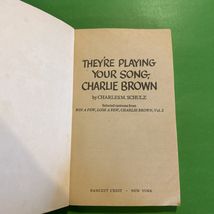 THEY'RE PLAYING
YOUR SONG,
CHARLIE BROWN
by CHARLES M. SCHULZ
Selected cartoons from
WIN A FEW, LOSE A FEW, CHARLIE BROWN, Vol. 2
FAWCETT CREST • NEW YORK